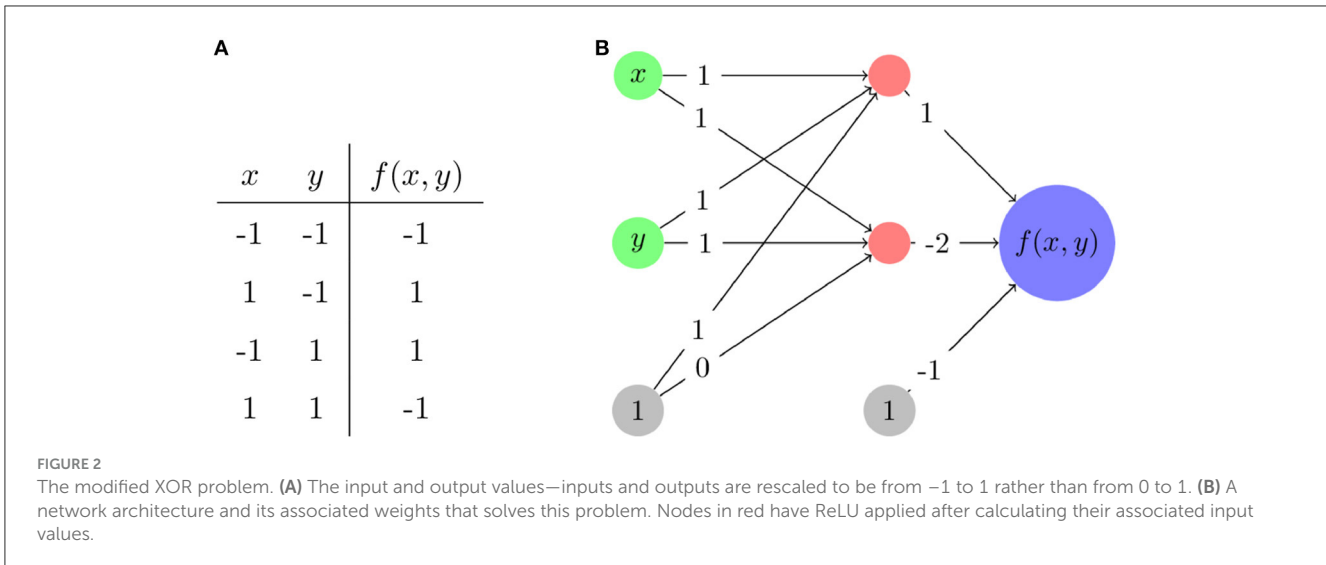 A
x y f(x, y)
-1 -1 -1
1 -1 1
-1 1 1
1 1 -1
B
x 1
1 1
1
y 1 -2 f(x, y)
1
0
-1
1 1
FIGURE 2
The modified XOR problem. (A) The input and output values—inputs and outputs are rescaled to be from −1 to 1 rather than from 0 to 1. (B) A
network architecture and its associated weights that solves this problem. Nodes in red have ReLU applied after calculating their associated input
values.